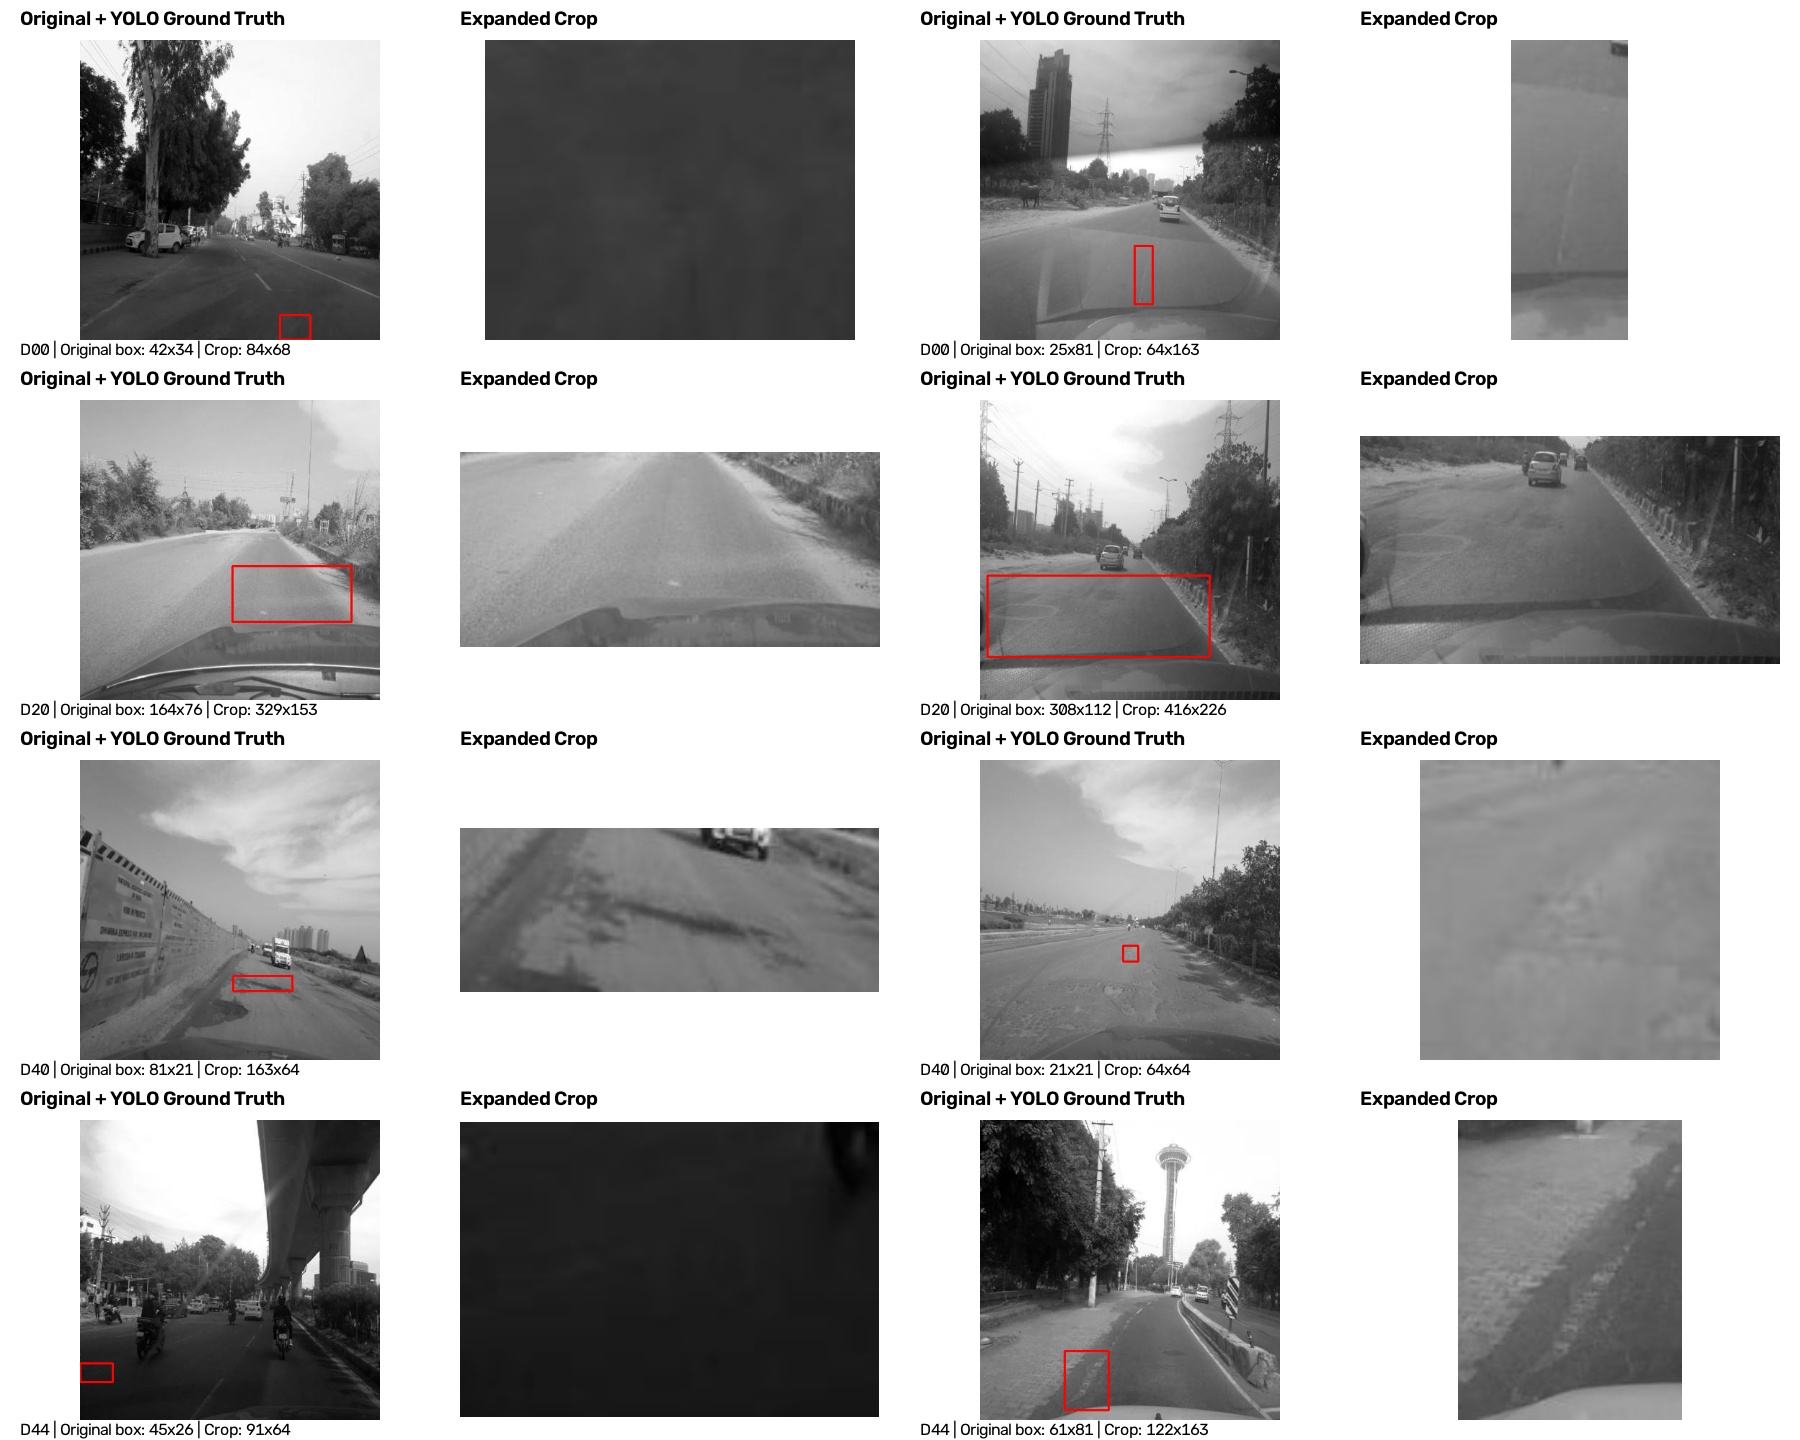 Original + YOLO Ground Truth
Expanded Crop
Original + YOLO Ground Truth
Expanded Crop
D00 | Original box: 42x34 | Crop: 84x68
D00 | Original box: 25x81 | Crop: 64x163
Original + YOLO Ground Truth
Expanded Crop
Original + YOLO Ground Truth
Expanded Crop
D20 | Original box: 164x76 | Crop: 329x153
D20 | Original box: 308x112 | Crop: 416x226
Original + YOLO Ground Truth
Expanded Crop
Original + YOLO Ground Truth
Expanded Crop
D40 | Original box: 81x21 | Crop: 163x64
D40 | Original box: 21x21 | Crop: 64x64
Original + YOLO Ground Truth
Expanded Crop
Original + YOLO Ground Truth
Expanded Crop
D44 | Original box: 45x26 | Crop: 91x64
D44 | Original box: 61x81 | Crop: 122x163